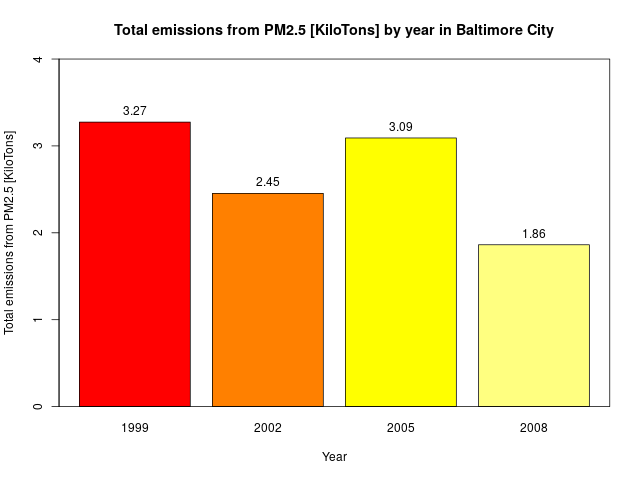 Total emissions from PM2.5 [KiloTons] by year in Baltimore City
Total emissions from PM2.5 [KiloTons]
4
3
2
1
0
3.27
2.45
3.09
1.86
1999 2002 2005 2008
Year